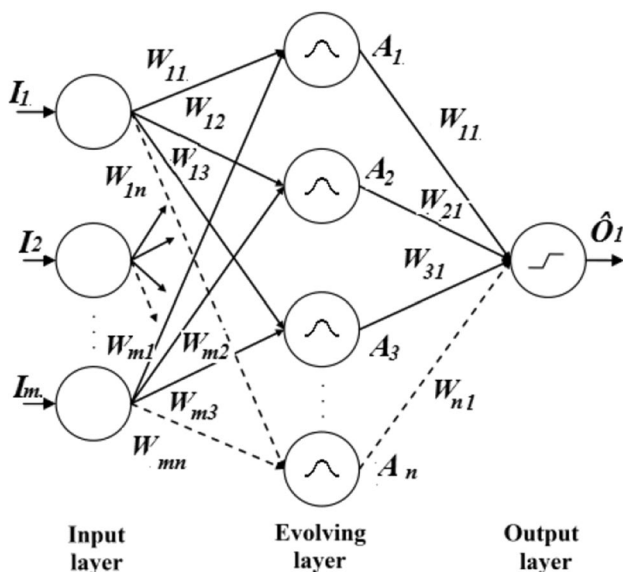 A1
W11
I1
W12
W11
W13
A2
W1n
W21
I2
Ô1
W31
Wm1
Wm2
A3
Im
Wm3
Wn1
Wmn
An
Input
layer
Evolving
layer
Output
layer